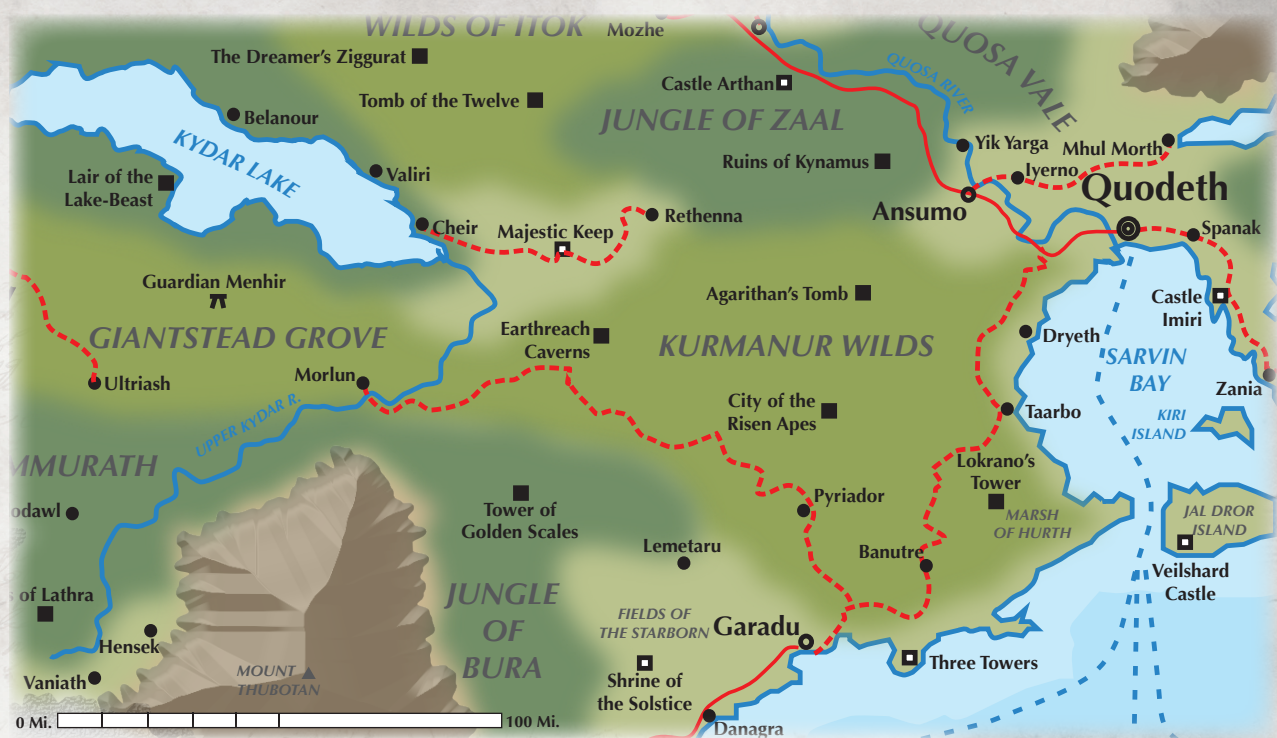 WILDS OF ITOK
Mozhe
QUOSA VALE
The Dreamer's Ziggurat
QUOSA RIVER
Castle Arthan
Tomb of the Twelve
Belanour
JUNGLE OF ZAAL
KYDAR LAKE
Yik Yarga
Mhul Morth
Ruins of Kynamus
Iyerno
Valiri
Lair of the
Lake-Beast
Quodeth
Ansumo
Rethenna
Cheir
Majestic Keep
Spanak
Guardian Menhir
Agarithan's Tomb
Castle
Imiri
GIANTSTEAD GROVE
Earthreach
Caverns
KURMANUR WILDS
Dryeth
SARVIN
BAY
Ultriash
Morlun
Zania
City of the
Risen Apes
Taarbo
KIRI
ISLAND
UPPER KYDAR R.
MMURATH
Lokrano's
Tower
Pyriador
odawl
Tower of
Golden Scales
MARSH
OF HURTH
JAL DROR
ISLAND
Lemetaru
Banutre
Veilshard
Castle
s of Lathra
JUNGLE
OF
BURA
FIELDS OF
THE STARBORN
Garadu
Hensek
Three Towers
MOUNT
THUBOTAN
Shrine of
the Solstice
Vaniath
0 Mi.
100 Mi.
Danagra